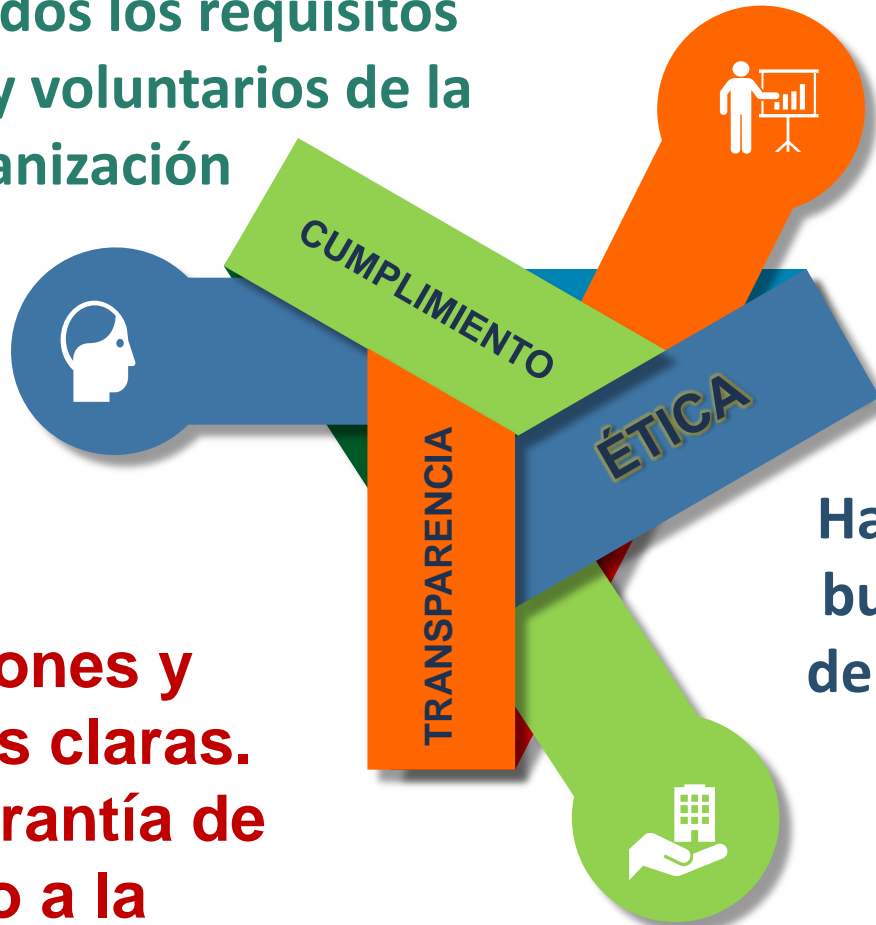 dos los requisitos
y voluntarios de la
anización
CUMPLIMIENTO
ÉTICA
TRANSPARENCIA
Ha
bu
de
ones y
s claras.
rantía de
o a la